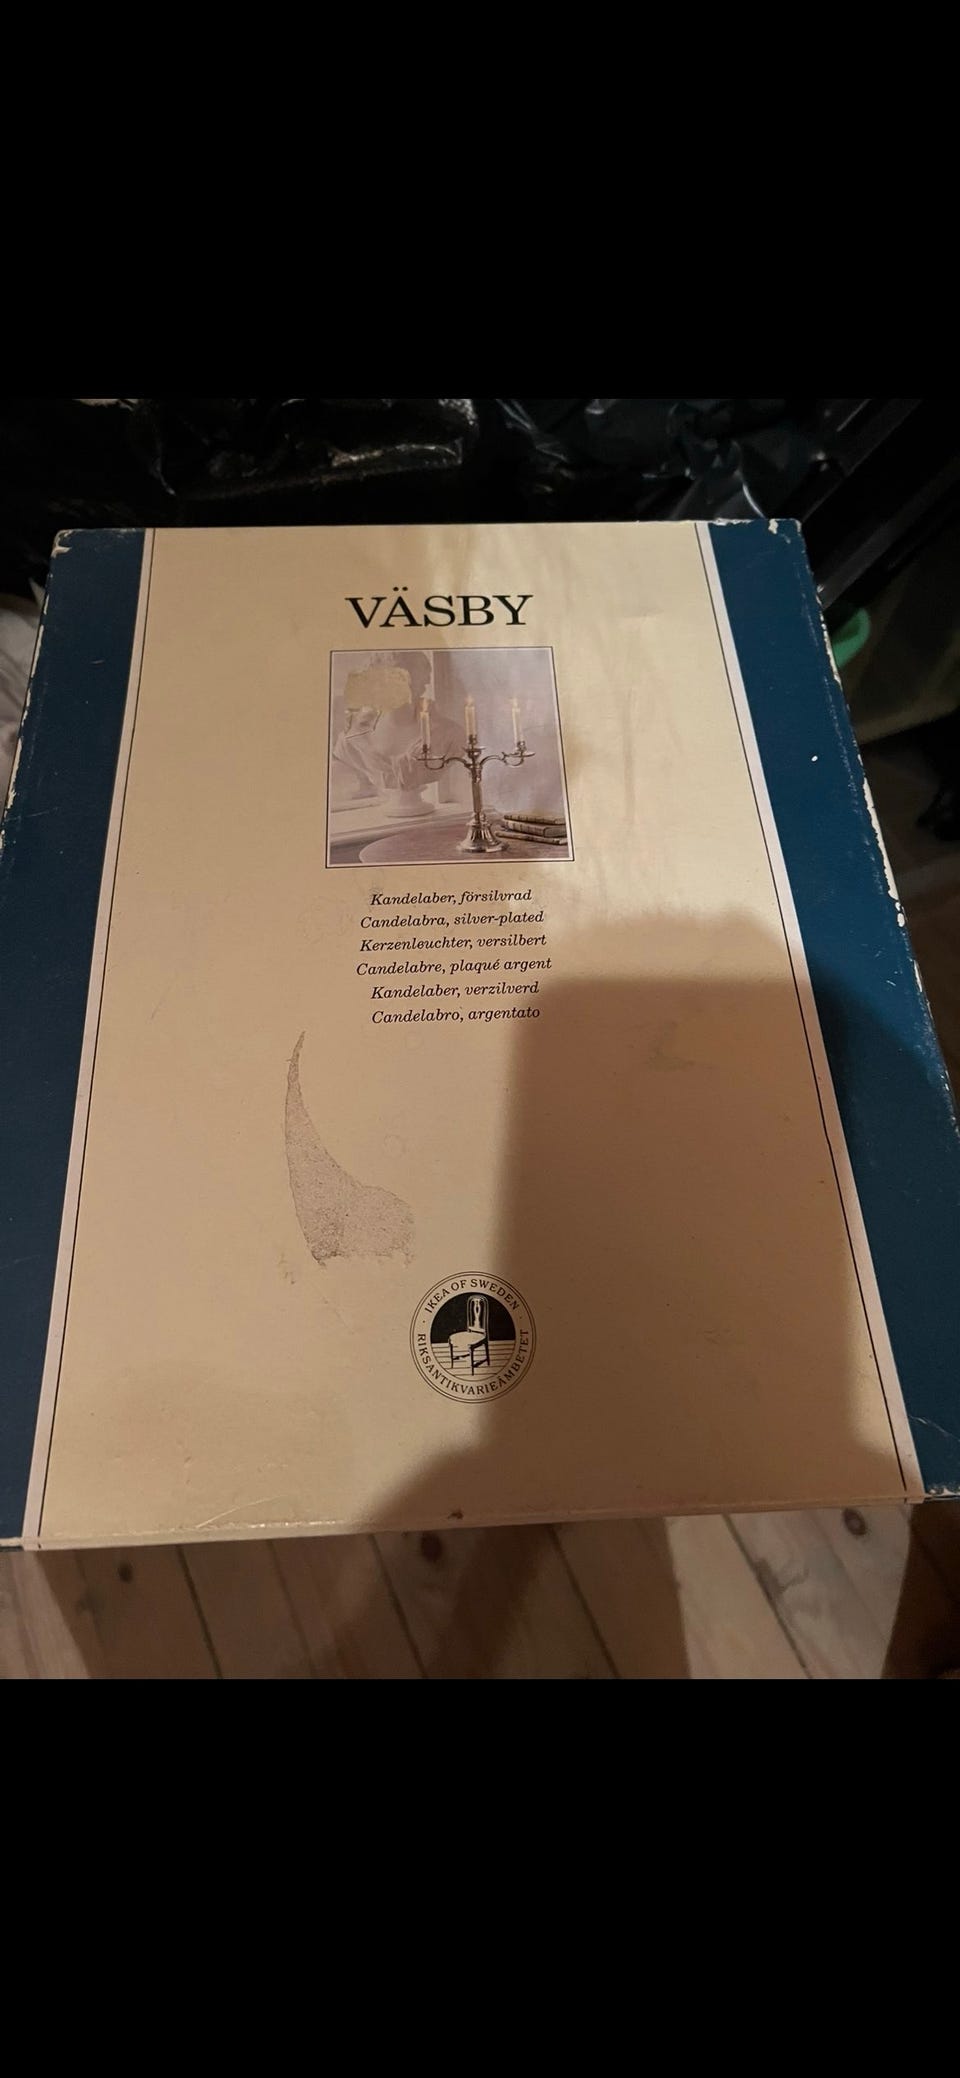 VÄSBY
Kandelaber, försilvrad
Candelabra, silver-plated
Kerzenleuchter, versilbert
Candelabre, plaqué argent
Kandelaber, verzilverd
Candelabro, argentato
IKEA OF SWEDEN
RIKSANTIKVARIEÄMBETET